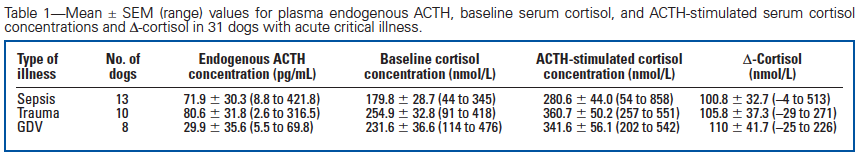 Table 1—Mean ± SEM (range) values for plasma endogenous ACTH, baseline serum cortisol, and ACTH-stimulated serum cortisol
concentrations and Δ-cortisol in 31 dogs with acute critical illness.
Type of No. of Endogenous ACTH Baseline cortisol ACTH-stimulated cortisol Δ-Cortisol
illness dogs concentration (pg/mL) concentration (nmol/L) concentration (nmol/L) (nmol/L)
Sepsis 13 71.9 ± 30.3 (8.8 to 421.8) 179.8 ± 28.7 (44 to 345) 280.6 ± 44.0 (54 to 858) 100.8 ± 32.7 (–4 to 513)
Trauma 10 80.6 ± 31.8 (2.6 to 316.5) 254.9 ± 32.8 (91 to 418) 360.7 ± 50.2 (257 to 551) 105.8 ± 37.3 (–29 to 271)
GDV 8 29.9 ± 35.6 (5.5 to 69.8) 231.6 ± 36.6 (114 to 476) 341.6 ± 56.1 (202 to 542) 110 ± 41.7 (–25 to 226)